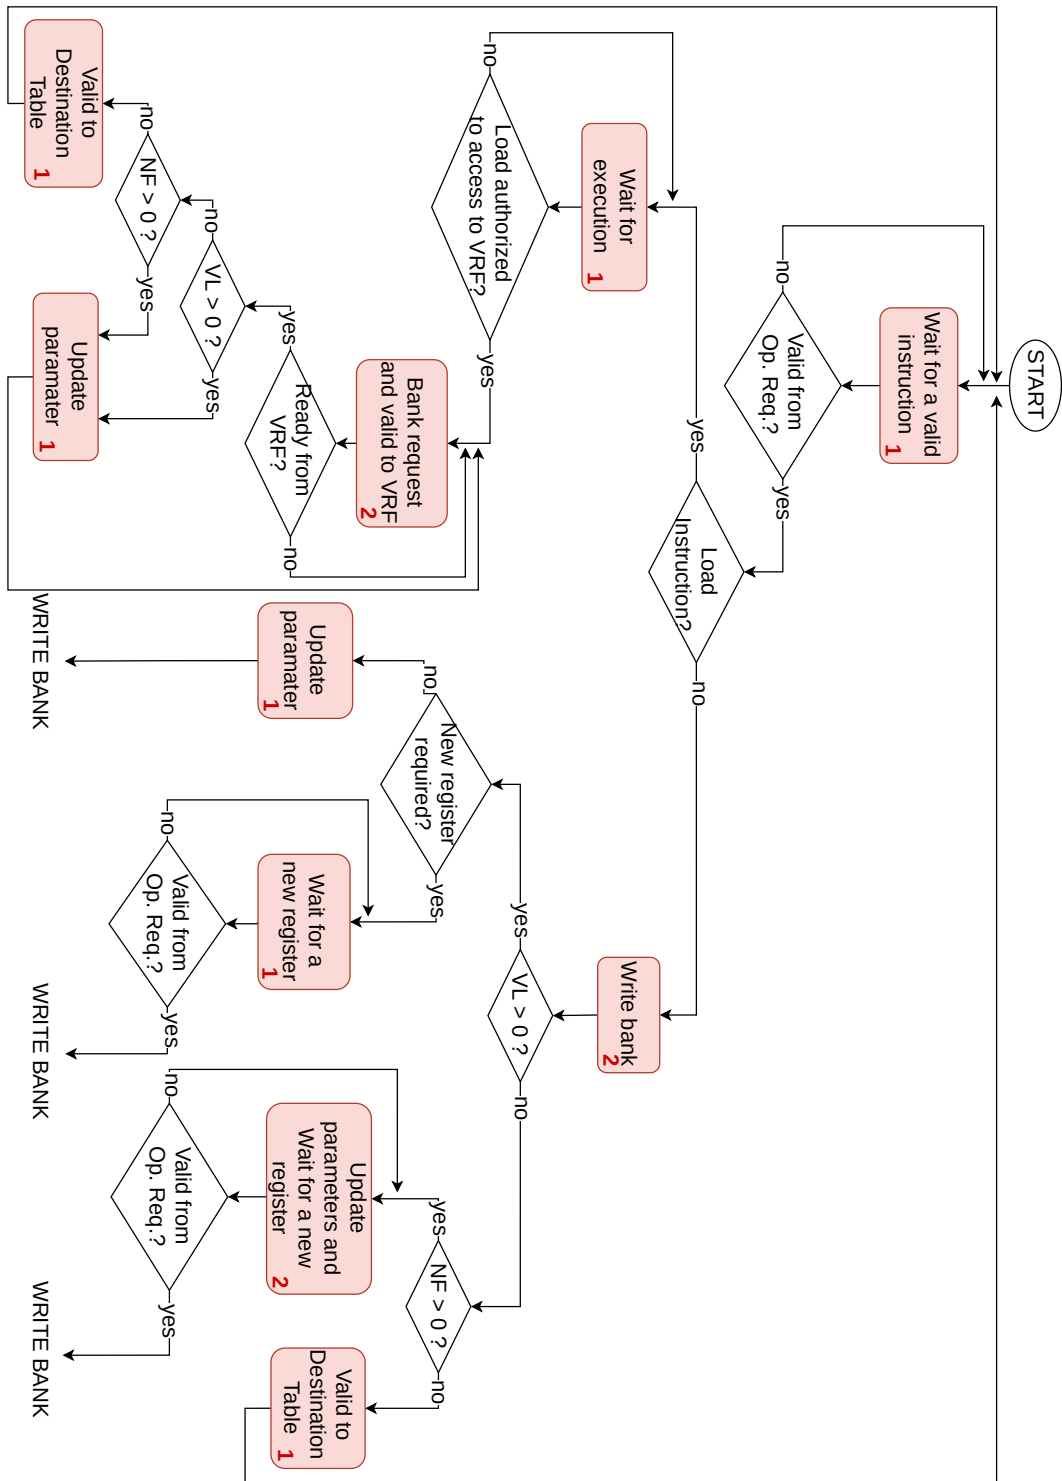 START
Wait for a valid
instruction
1
Valid from
Op. Req.?
no
yes
Load
Instruction?
yes
no
Wait for
execution
1
Load authorized
to access to VRF?
no
yes
Bank request
and valid to VRF
2
Ready from
VRF?
yes
no
VL > 0 ?
no
yes
NF > 0 ?
no
yes
Valid to
Destination
Table
1
Update
paramater
1
Write bank
2
VL > 0 ?
yes
no
New register
required?
no
yes
Update
paramater
1
WRITE BANK
Wait for a
new register
1
Valid from
Op. Req.?
no
yes
WRITE BANK
NF > 0 ?
yes
no
Update
parameters and
Wait for a new
register
2
Valid from
Op. Req.?
no
yes
WRITE BANK
Valid to
Destination
Table
1